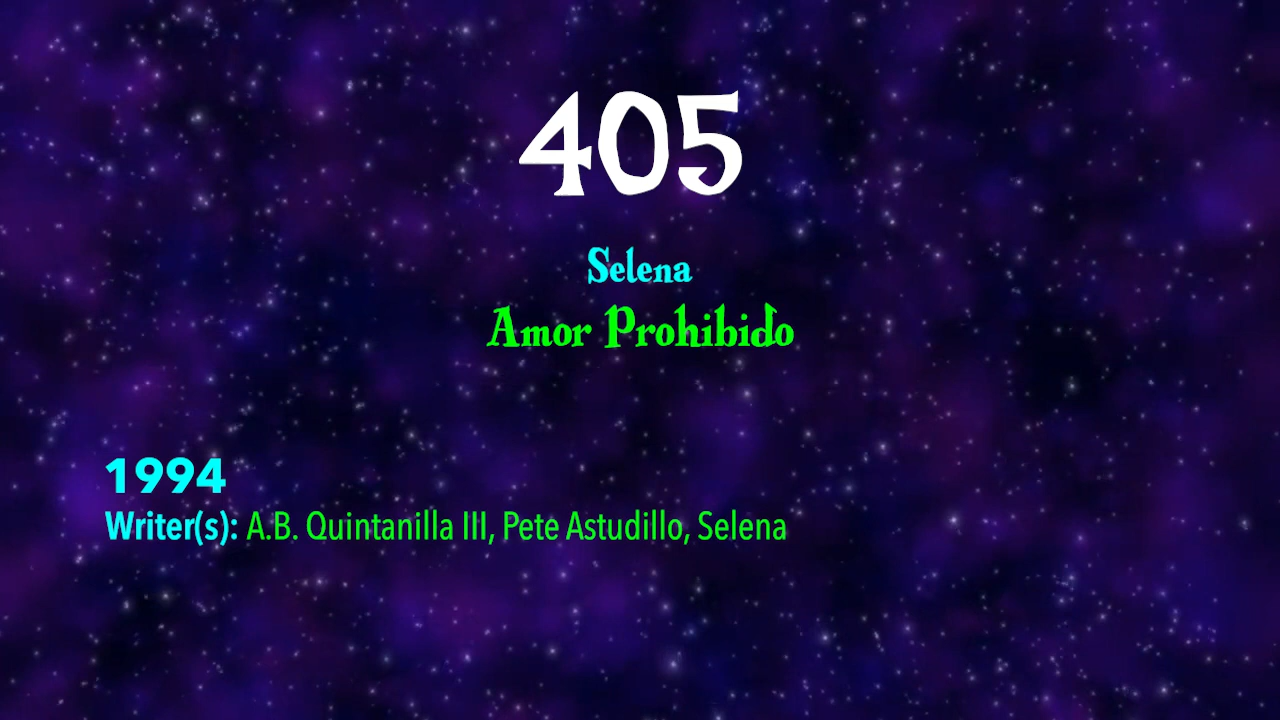 405
Selena
Amor Prohibido
1994
Writer(s): A.B. Quintanilla III, Pete Astudillo, Selena